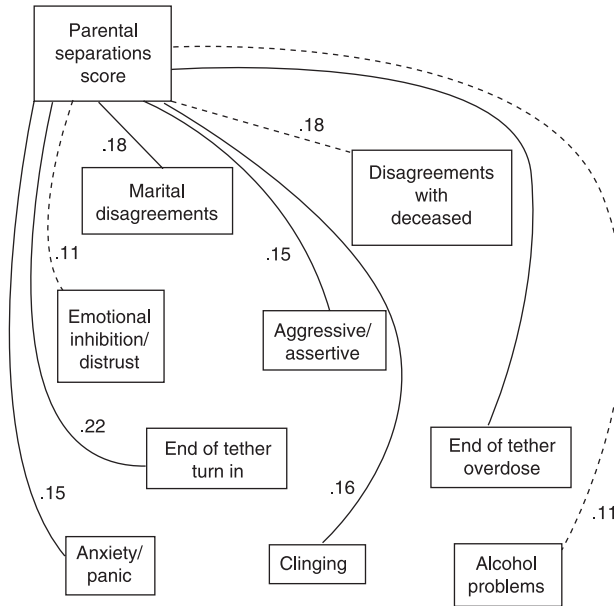 Parental
separations
score
.18
Marital
disagreements
.18
Disagreements
with
deceased
.11
Emotional
inhibition/
distrust
.15
Aggressive/
assertive
.22
End of tether
turn in
End of tether
overdose
.15
Anxiety/
panic
.16
Clinging
.11
Alcohol
problems